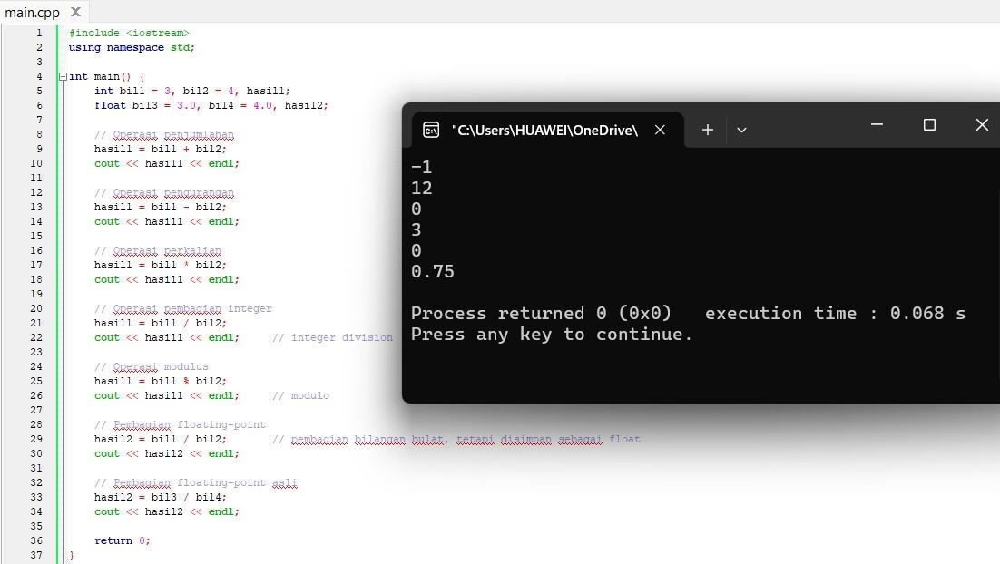 main.cpp
1 #include <iostream>
2 using namespace std;
3
4 int main() {
5 int bil1 = 3, bil2 = 4, hasil1;
6 float bil3 = 3.0, bil4 = 4.0, hasil2;
7
8 // Operasi penjumlahan
9 hasil1 = bil1 + bil2;
10 cout << hasil1 << endl;
11
12 // Operasi pengurangan
13 hasil1 = bil1 - bil2;
14 cout << hasil1 << endl;
15
16 // Operasi perkalian
17 hasil1 = bil1 * bil2;
18 cout << hasil1 << endl;
19
20 // Operasi pembagian integer
21 hasil1 = bil1 / bil2;
22 cout << hasil1 << endl; // integer division
23
24 // Operasi modulus
25 hasil1 = bil1 % bil2;
26 cout << hasil1 << endl; // modulo
27
28 // Pembagian floating-point
29 hasil2 = bil1 / bil2; // pembagian bilangan bulat, tetapi disimpan sebagai float
30 cout << hasil2 << endl;
31
32 // Pembagian floating-point asli
33 hasil2 = bil3 / bil4;
34 cout << hasil2 << endl;
35
36 return 0;
37 }
"C:\Users\HUAWEI\OneDrive\
-1
12
0
3
0
0.75
Process returned 0 (0x0) execution time : 0.068 s
Press any key to continue.